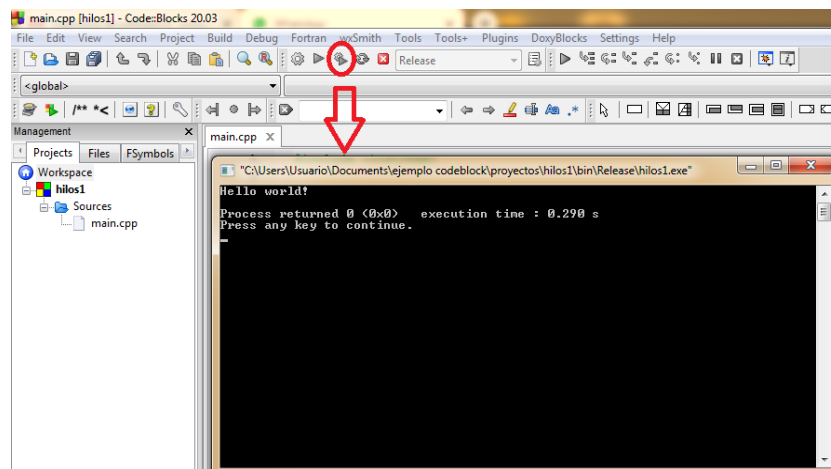 main.cpp [hilos1] - Code::Blocks 20.03
File Edit View Search Project Build Debug Fortran wxSmith Tools Tools+ Plugins DoxyBlocks Settings Help
Release
<global>
/** *<
.*
Management
main.cpp
Projects Files FSymbols
Workspace
hilos1
Sources
main.cpp
"C:\Users\Usuario\Documents\ejemplo codeblock\proyectos\hilos1\bin\Release\hilos1.exe"
Hello world!
Process returned 0 (0x0) execution time : 0.290 s
Press any key to continue.